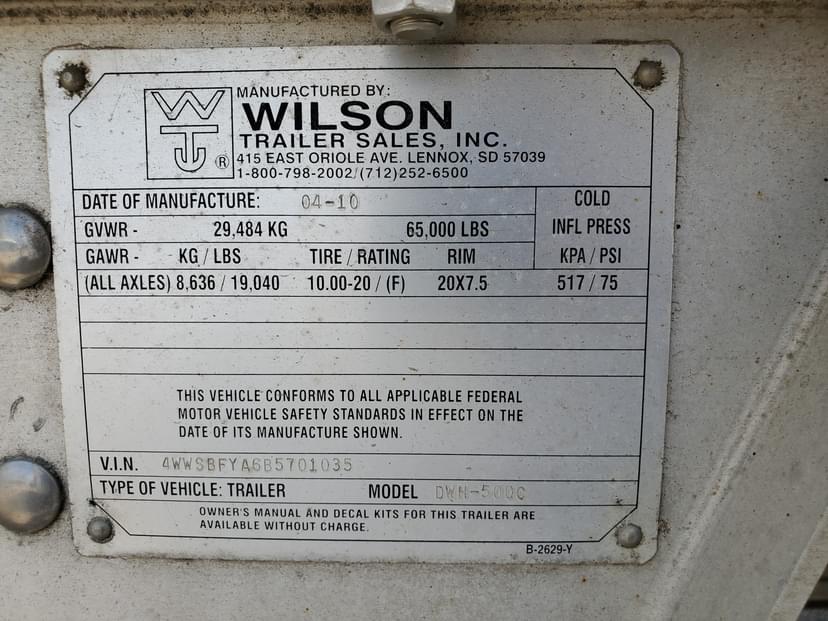 MANUFACTURED BY:
WILSON
TRAILER SALES, INC.
415 EAST ORIOLE AVE. LENNOX, SD 57039
1-800-798-2002/(712)252-6500
WT ®
DATE OF MANUFACTURE: 04-10
COLD
INFL PRESS
KPA / PSI
GVWR - 29,484 KG 65,000 LBS
GAWR - KG / LBS TIRE / RATING RIM
(ALL AXLES) 8,636 / 19,040 10.00-20 / (F) 20X7.5 517 / 75
THIS VEHICLE CONFORMS TO ALL APPLICABLE FEDERAL
MOTOR VEHICLE SAFETY STANDARDS IN EFFECT ON THE
DATE OF ITS MANUFACTURE SHOWN.
V.I.N. 4WWSBFYA6B5701035
TYPE OF VEHICLE: TRAILER MODEL DWH-500C
OWNER'S MANUAL AND DECAL KITS FOR THIS TRAILER ARE
AVAILABLE WITHOUT CHARGE.
B-2629-Y